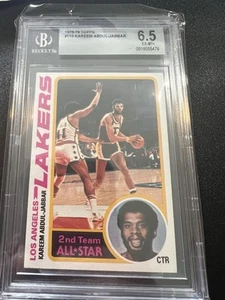 1978-79 TOPPS
#110 KAREEM ABDUL-JABBAR
6.5
EX-MT+
BECKETT
LOS ANGELES
LAKERS
KAREEM ABDUL-JABBAR
2nd Team
ALL★STAR
CTR